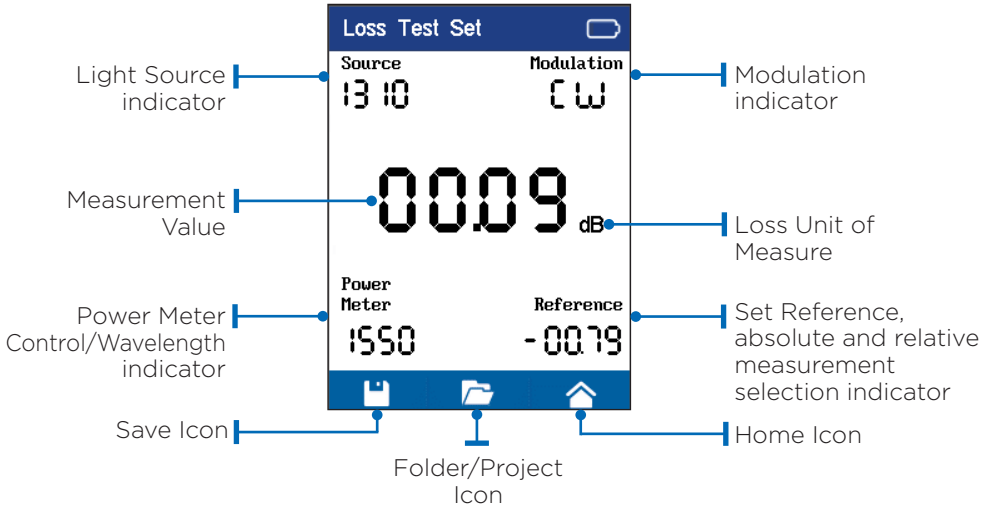 Loss Test Set
Source
1310
Modulation
CW
00.09
dB
Power
Meter
1550
Reference
-00.79
Light Source
indicator
Measurement
Value
Power Meter
Control/Wavelength
indicator
Save Icon
Folder/Project
Icon
Modulation
indicator
Loss Unit of
Measure
Set Reference,
absolute and relative
measurement
selection indicator
Home Icon